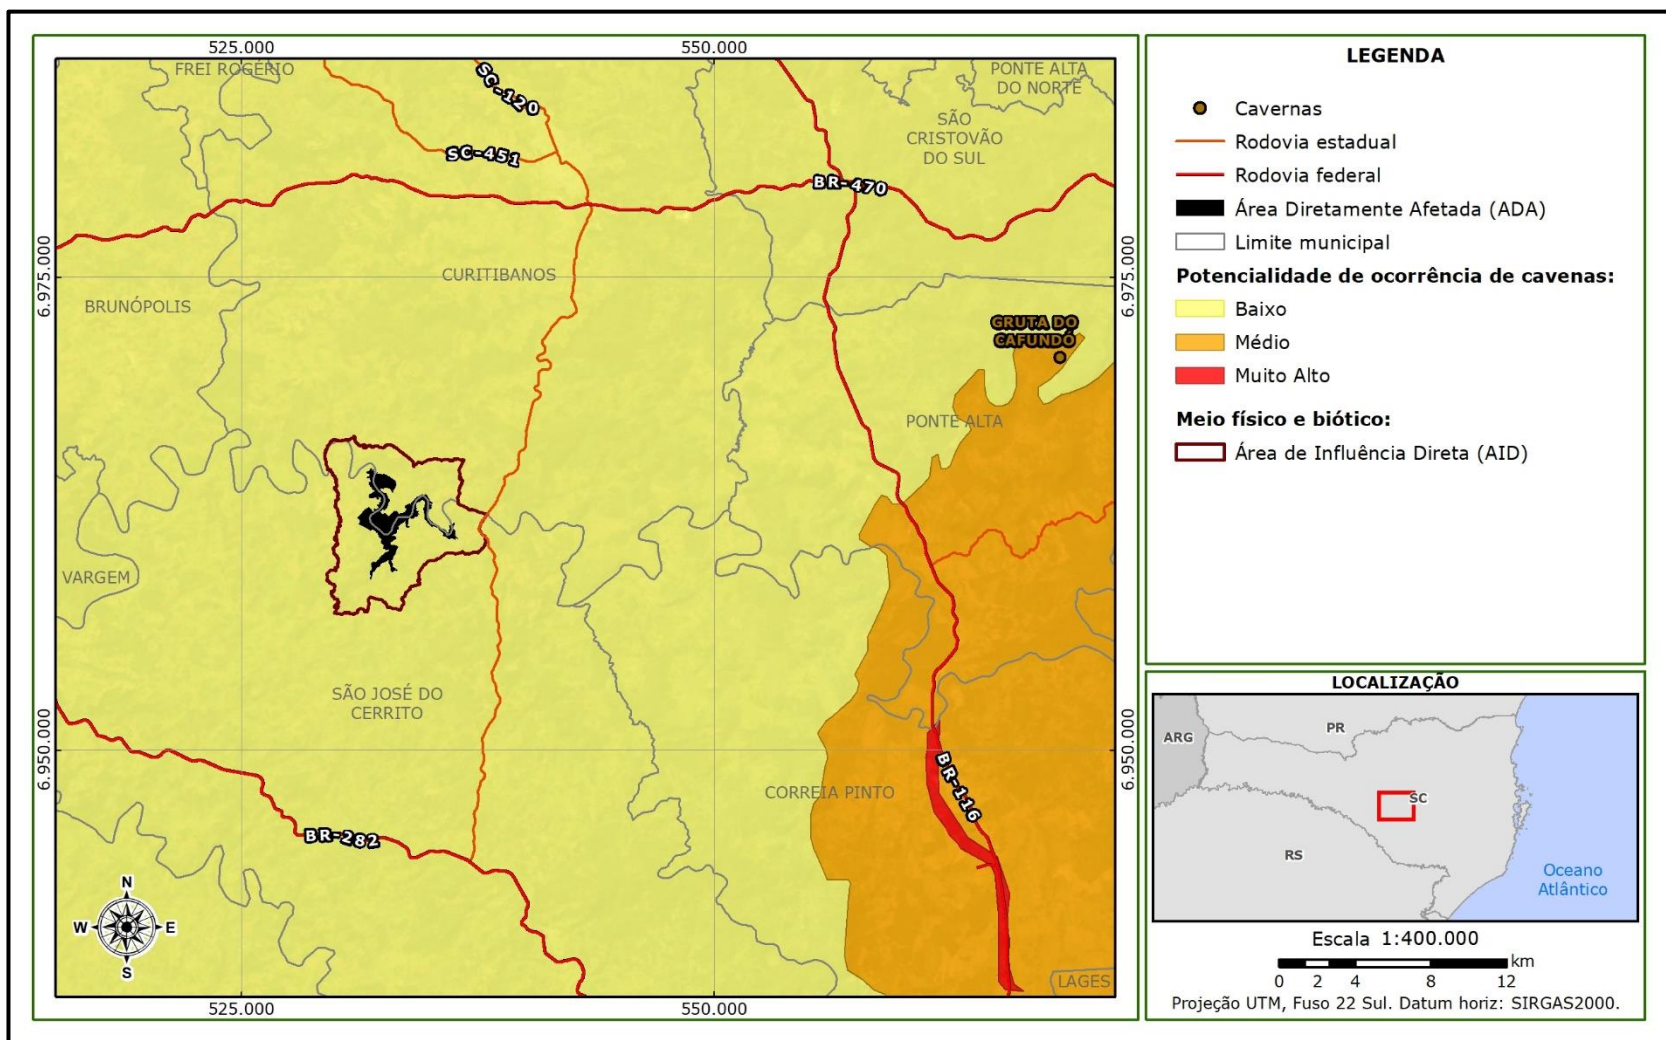 525.000
550.000
FREI ROGÉRIO
SC-120
PONTE ALTA
DO NORTE
SÃO
CRISTOVÃO
DO SUL
SC-451
BR-470
6.975.000
6.975.000
CURITIBANOS
BRUNÓPOLIS
GRUTA DO
CAFUNDÓ
PONTE ALTA
VARGEM
SÃO JOSÉ DO
CERRITO
6.950.000
6.950.000
CORREIA PINTO
BR-116
BR-282
N
W
E
S
LAGES
525.000
550.000
LEGENDA
Cavernas
Rodovia estadual
Rodovia federal
Área Diretamente Afetada (ADA)
Limite municipal
Potencialidade de ocorrência de cavenas:
Baixo
Médio
Muito Alto
Meio físico e biótico:
Área de Influência Direta (AID)
LOCALIZAÇÃO
PR
ARG
SC
RS
Oceano
Atlântico
Escala 1:400.000
km
0 2 4 8 12
Projeção UTM, Fuso 22 Sul. Datum horiz: SIRGAS2000.